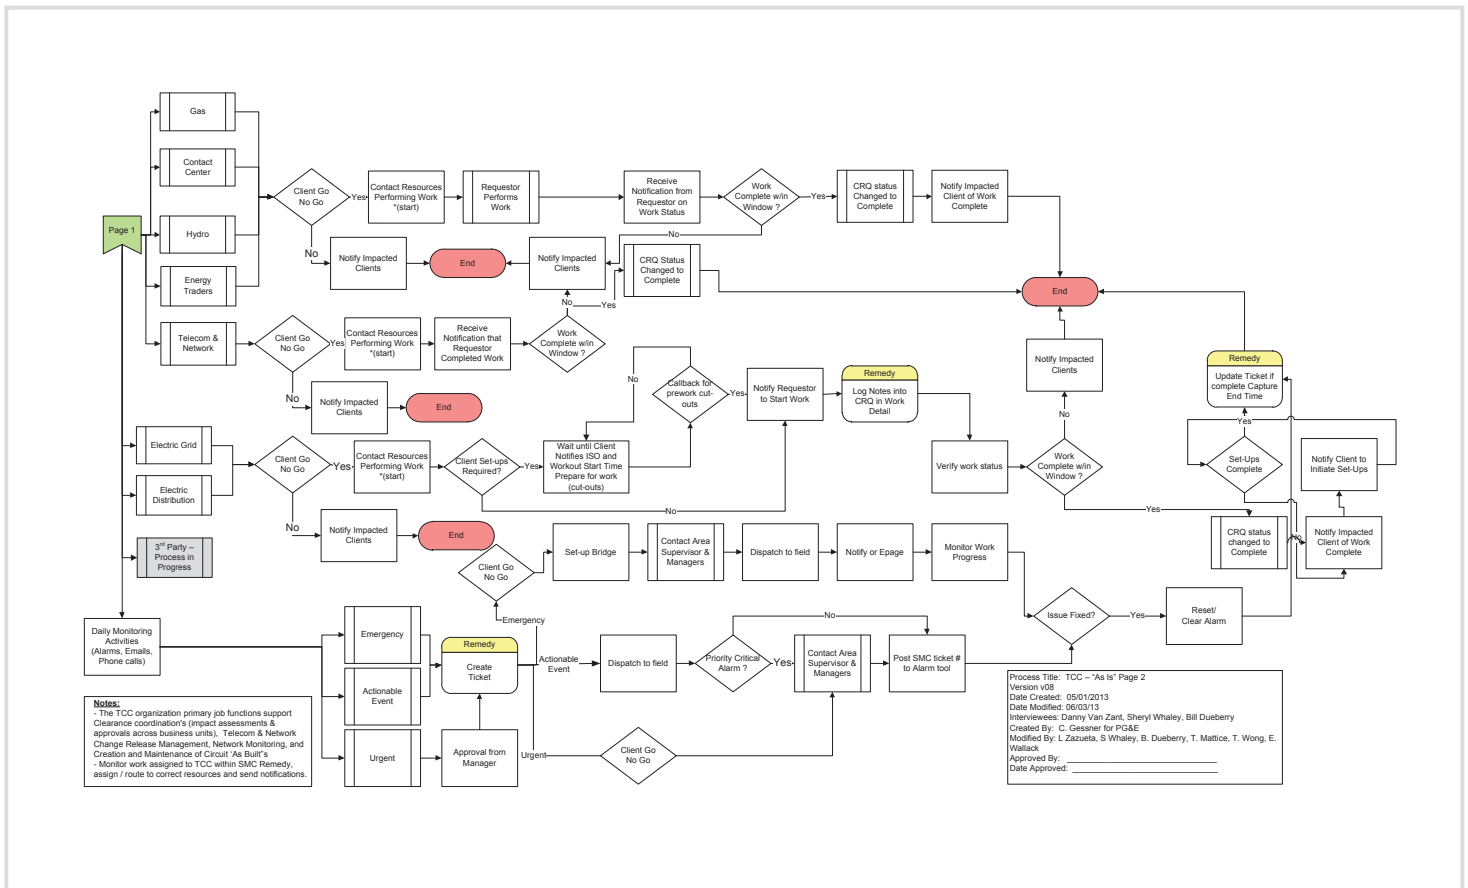 Gas
Contact
Center
Page 1
Hydro
Energy
Traders
Telecom &
Network
Client Go
No Go
Yes
Contact Resources
Performing Work
*(start)
Requestor
Performs
Work
Receive
Notification from
Requestor on
Work Status
Work
Complete w/in
Window ?
Yes
CRQ status
Changed to
Complete
Notify Impacted
Client of Work
Complete
No
Notify Impacted
Clients
End
Notify Impacted
Clients
No
CRQ Status
Changed to
Complete
End
No
Yes
Client Go
No Go
Yes
Contact Resources
Performing Work
*(start)
Receive
Notification that
Requestor
Completed Work
Work
Complete w/in
Window ?
No
Notify Impacted
Clients
End
No
Callback for
prework cut-
outs
Yes
Notify Requestor
to Start Work
Remedy
Log Notes into
CRQ in Work
Detail
Notify Impacted
Clients
No
Remedy
Update Ticket if
complete Capture
End Time
Yes
Electric Grid
Electric
Distribution
Client Go
No Go
Yes
Contact Resources
Performing Work
*(start)
Client Set-ups
Required?
Yes
Wait until Client
Notifies ISO and
Workout Start Time
Prepare for work
(cut-outs)
No
Verify work status
Work
Complete w/in
Window ?
Yes
Set-Ups
Complete
Notify Client to
Initiate Set-Ups
CRQ status
changed to
Complete
No
Notify Impacted
Client of Work
Complete
No
Notify Impacted
Clients
End
3rd Party –
Process in
Progress
Client Go
No Go
Set-up Bridge
Contact Area
Supervisor &
Managers
Dispatch to field
Notify or Epage
Monitor Work
Progress
Issue Fixed?
Yes
Reset/
Clear Alarm
Daily Monitoring
Activities
(Alarms, Emails,
Phone calls)
Emergency
Actionable
Event
Urgent
Remedy
Create
Ticket
Approval from
Manager
Emergency
Actionable
Event
Urgent
Dispatch to field
Priority Critical
Alarm ?
No
Yes
Contact Area
Supervisor &
Managers
Post SMC ticket #
to Alarm tool
Client Go
No Go
Notes:
- The TCC organization primary job functions support
Clearance coordination's (impact assessments &
approvals across business units), Telecom & Network
Change Release Management, Network Monitoring, and
Creation and Maintenance of Circuit 'As Built"s
- Monitor work assigned to TCC within SMC Remedy,
assign / route to correct resources and send notifications.
Process Title: TCC – "As Is" Page 2
Version v08
Date Created: 05/01/2013
Date Modified: 06/03/13
Interviewees: Danny Van Zant, Sheryl Whaley, Bill Dueberry
Created By: C. Gessner for PG&E
Modified By: L Zazueta, S Whaley, B. Dueberry, T. Mattice, T. Wong, E.
Wallack
Approved By: ______________________________
Date Approved: ______________________________